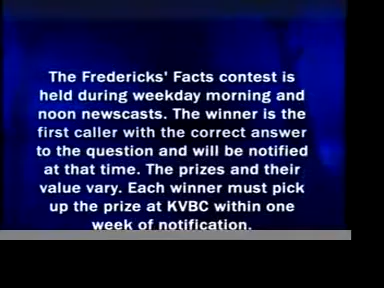 The Fredericks' Facts contest is
held during weekday morning and
noon newscasts. The winner is the
first caller with the correct answer
to the question and will be notified
at that time. The prizes and their
value vary. Each winner must pick
up the prize at KVBC within one
week of notification.